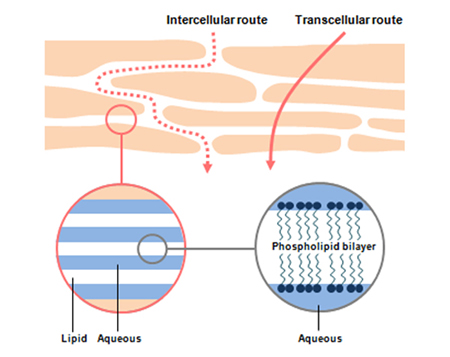 Intercellular route
Transcellular route
Phospholipid bilayer
Lipid
Aqueous
Aqueous